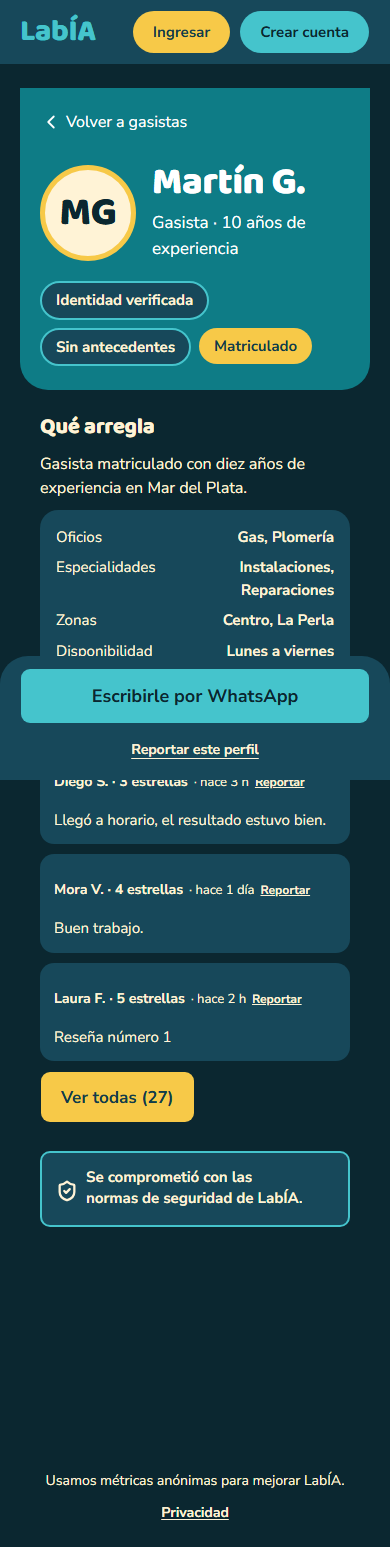 LabÍA
Ingresar
Crear cuenta
Volver a gasistas
MG
Martín G.
Gasista · 10 años de
experiencia
Identidad verificada
Sin antecedentes
Matriculado
Qué arregla
Gasista matriculado con diez años de
experiencia en Mar del Plata.
Oficios Gas, Plomería
Especialidades Instalaciones,
Reparaciones
Zonas Centro, La Perla
Disponibilidad Lunes a viernes
Escribirle por WhatsApp
Reportar este perfil
Diego S. · 3 estrellas · hace 3 h Reportar
Llegó a horario, el resultado estuvo bien.
Mora V. · 4 estrellas · hace 1 día Reportar
Buen trabajo.
Laura F. · 5 estrellas · hace 2 h Reportar
Reseña número 1
Ver todas (27)
Se comprometió con las
normas de seguridad de LabÍA.
Usamos métricas anónimas para mejorar LabÍA.
Privacidad